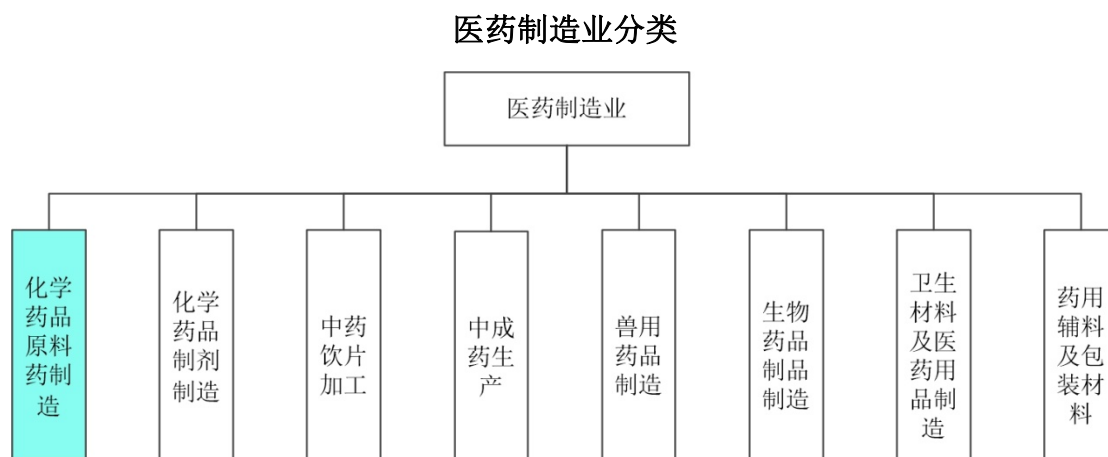 医药制造业分类
医药制造业
化学
药品
原料
药制
造
化学
药品
制剂
制造
中药
饮片
加工
中成
药生
产
兽用
药品
制造
生物
药品
制品
制造
卫生
材料
及医
药用
品制
造
药用
辅料
及包
装材
料